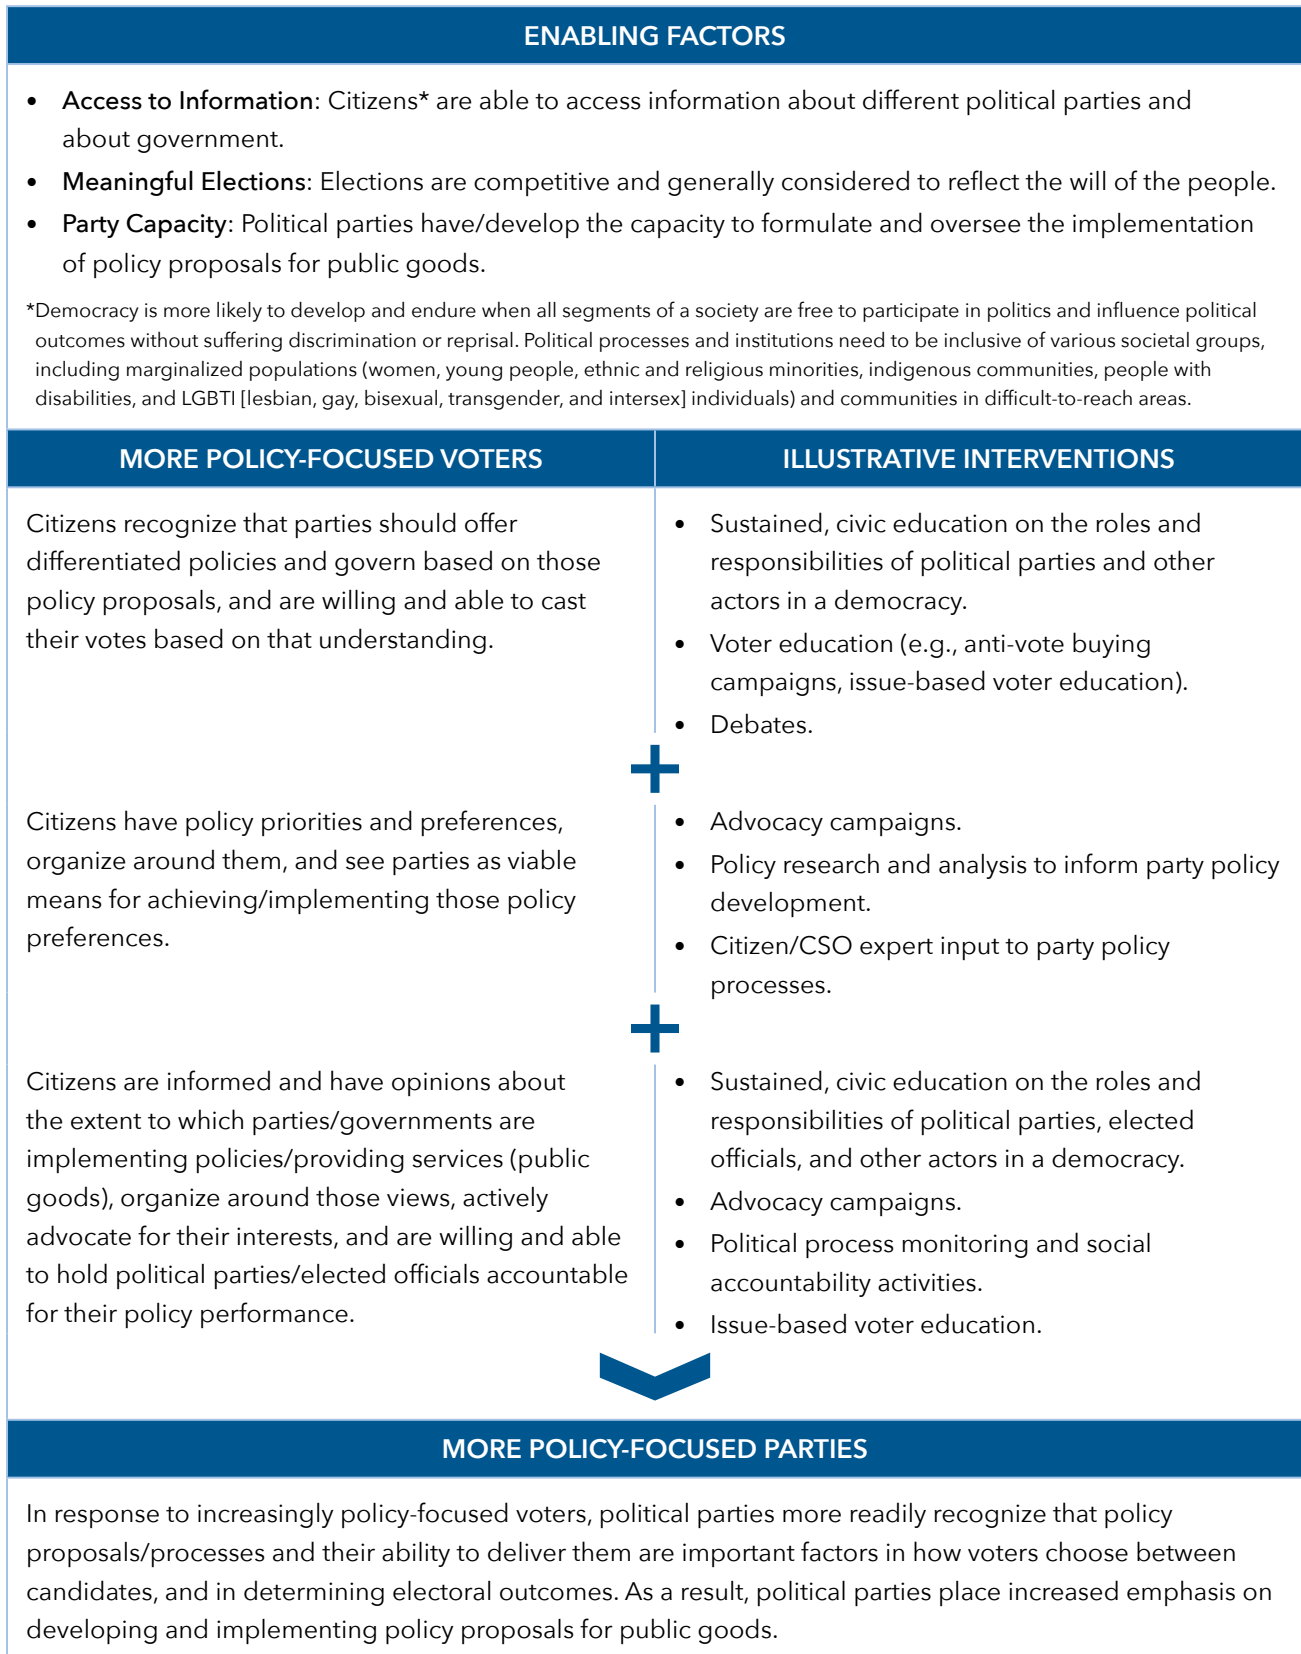 ENABLING FACTORS
• Access to Information: Citizens* are able to access information about different political parties and
about government.
• Meaningful Elections: Elections are competitive and generally considered to reflect the will of the people.
• Party Capacity: Political parties have/develop the capacity to formulate and oversee the implementation
of policy proposals for public goods.
*Democracy is more likely to develop and endure when all segments of a society are free to participate in politics and influence political
outcomes without suffering discrimination or reprisal. Political processes and institutions need to be inclusive of various societal groups,
including marginalized populations (women, young people, ethnic and religious minorities, indigenous communities, people with
disabilities, and LGBTI [lesbian, gay, bisexual, transgender, and intersex] individuals) and communities in difficult-to-reach areas.
MORE POLICY-FOCUSED VOTERS
ILLUSTRATIVE INTERVENTIONS
Citizens recognize that parties should offer
differentiated policies and govern based on those
policy proposals, and are willing and able to cast
their votes based on that understanding.
• Sustained, civic education on the roles and
responsibilities of political parties and other
actors in a democracy.
• Voter education (e.g., anti-vote buying
campaigns, issue-based voter education).
• Debates.
+
Citizens have policy priorities and preferences,
organize around them, and see parties as viable
means for achieving/implementing those policy
preferences.
• Advocacy campaigns.
• Policy research and analysis to inform party policy
development.
• Citizen/CSO expert input to party policy
processes.
+
Citizens are informed and have opinions about
the extent to which parties/governments are
implementing policies/providing services (public
goods), organize around those views, actively
advocate for their interests, and are willing and able
to hold political parties/elected officials accountable
for their policy performance.
• Sustained, civic education on the roles and
responsibilities of political parties, elected
officials, and other actors in a democracy.
• Advocacy campaigns.
• Political process monitoring and social
accountability activities.
• Issue-based voter education.
MORE POLICY-FOCUSED PARTIES
In response to increasingly policy-focused voters, political parties more readily recognize that policy
proposals/processes and their ability to deliver them are important factors in how voters choose between
candidates, and in determining electoral outcomes. As a result, political parties place increased emphasis on
developing and implementing policy proposals for public goods.